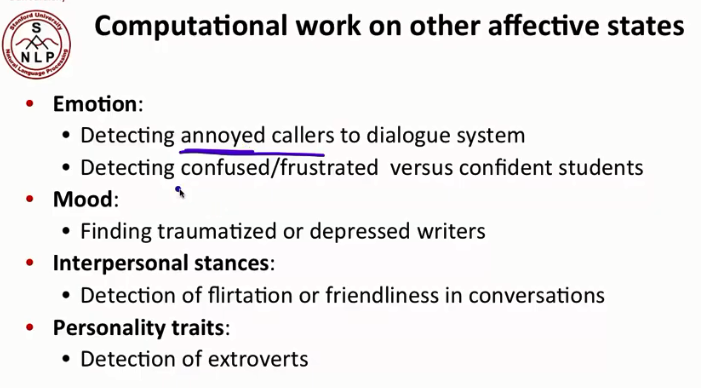 Stanford University
S
NLP
Natural Language Processing
Computational work on other affective states
• Emotion:
• Detecting annoyed callers to dialogue system
• Detecting confused/frustrated versus confident students
• Mood:
• Finding traumatized or depressed writers
• Interpersonal stances:
• Detection of flirtation or friendliness in conversations
• Personality traits:
• Detection of extroverts